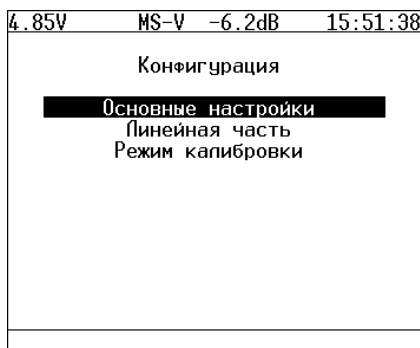 4.85V MS-V -6.2dB 15:51:38
Конфигурация
Основные настройки
Линейная часть
Режим калибровки